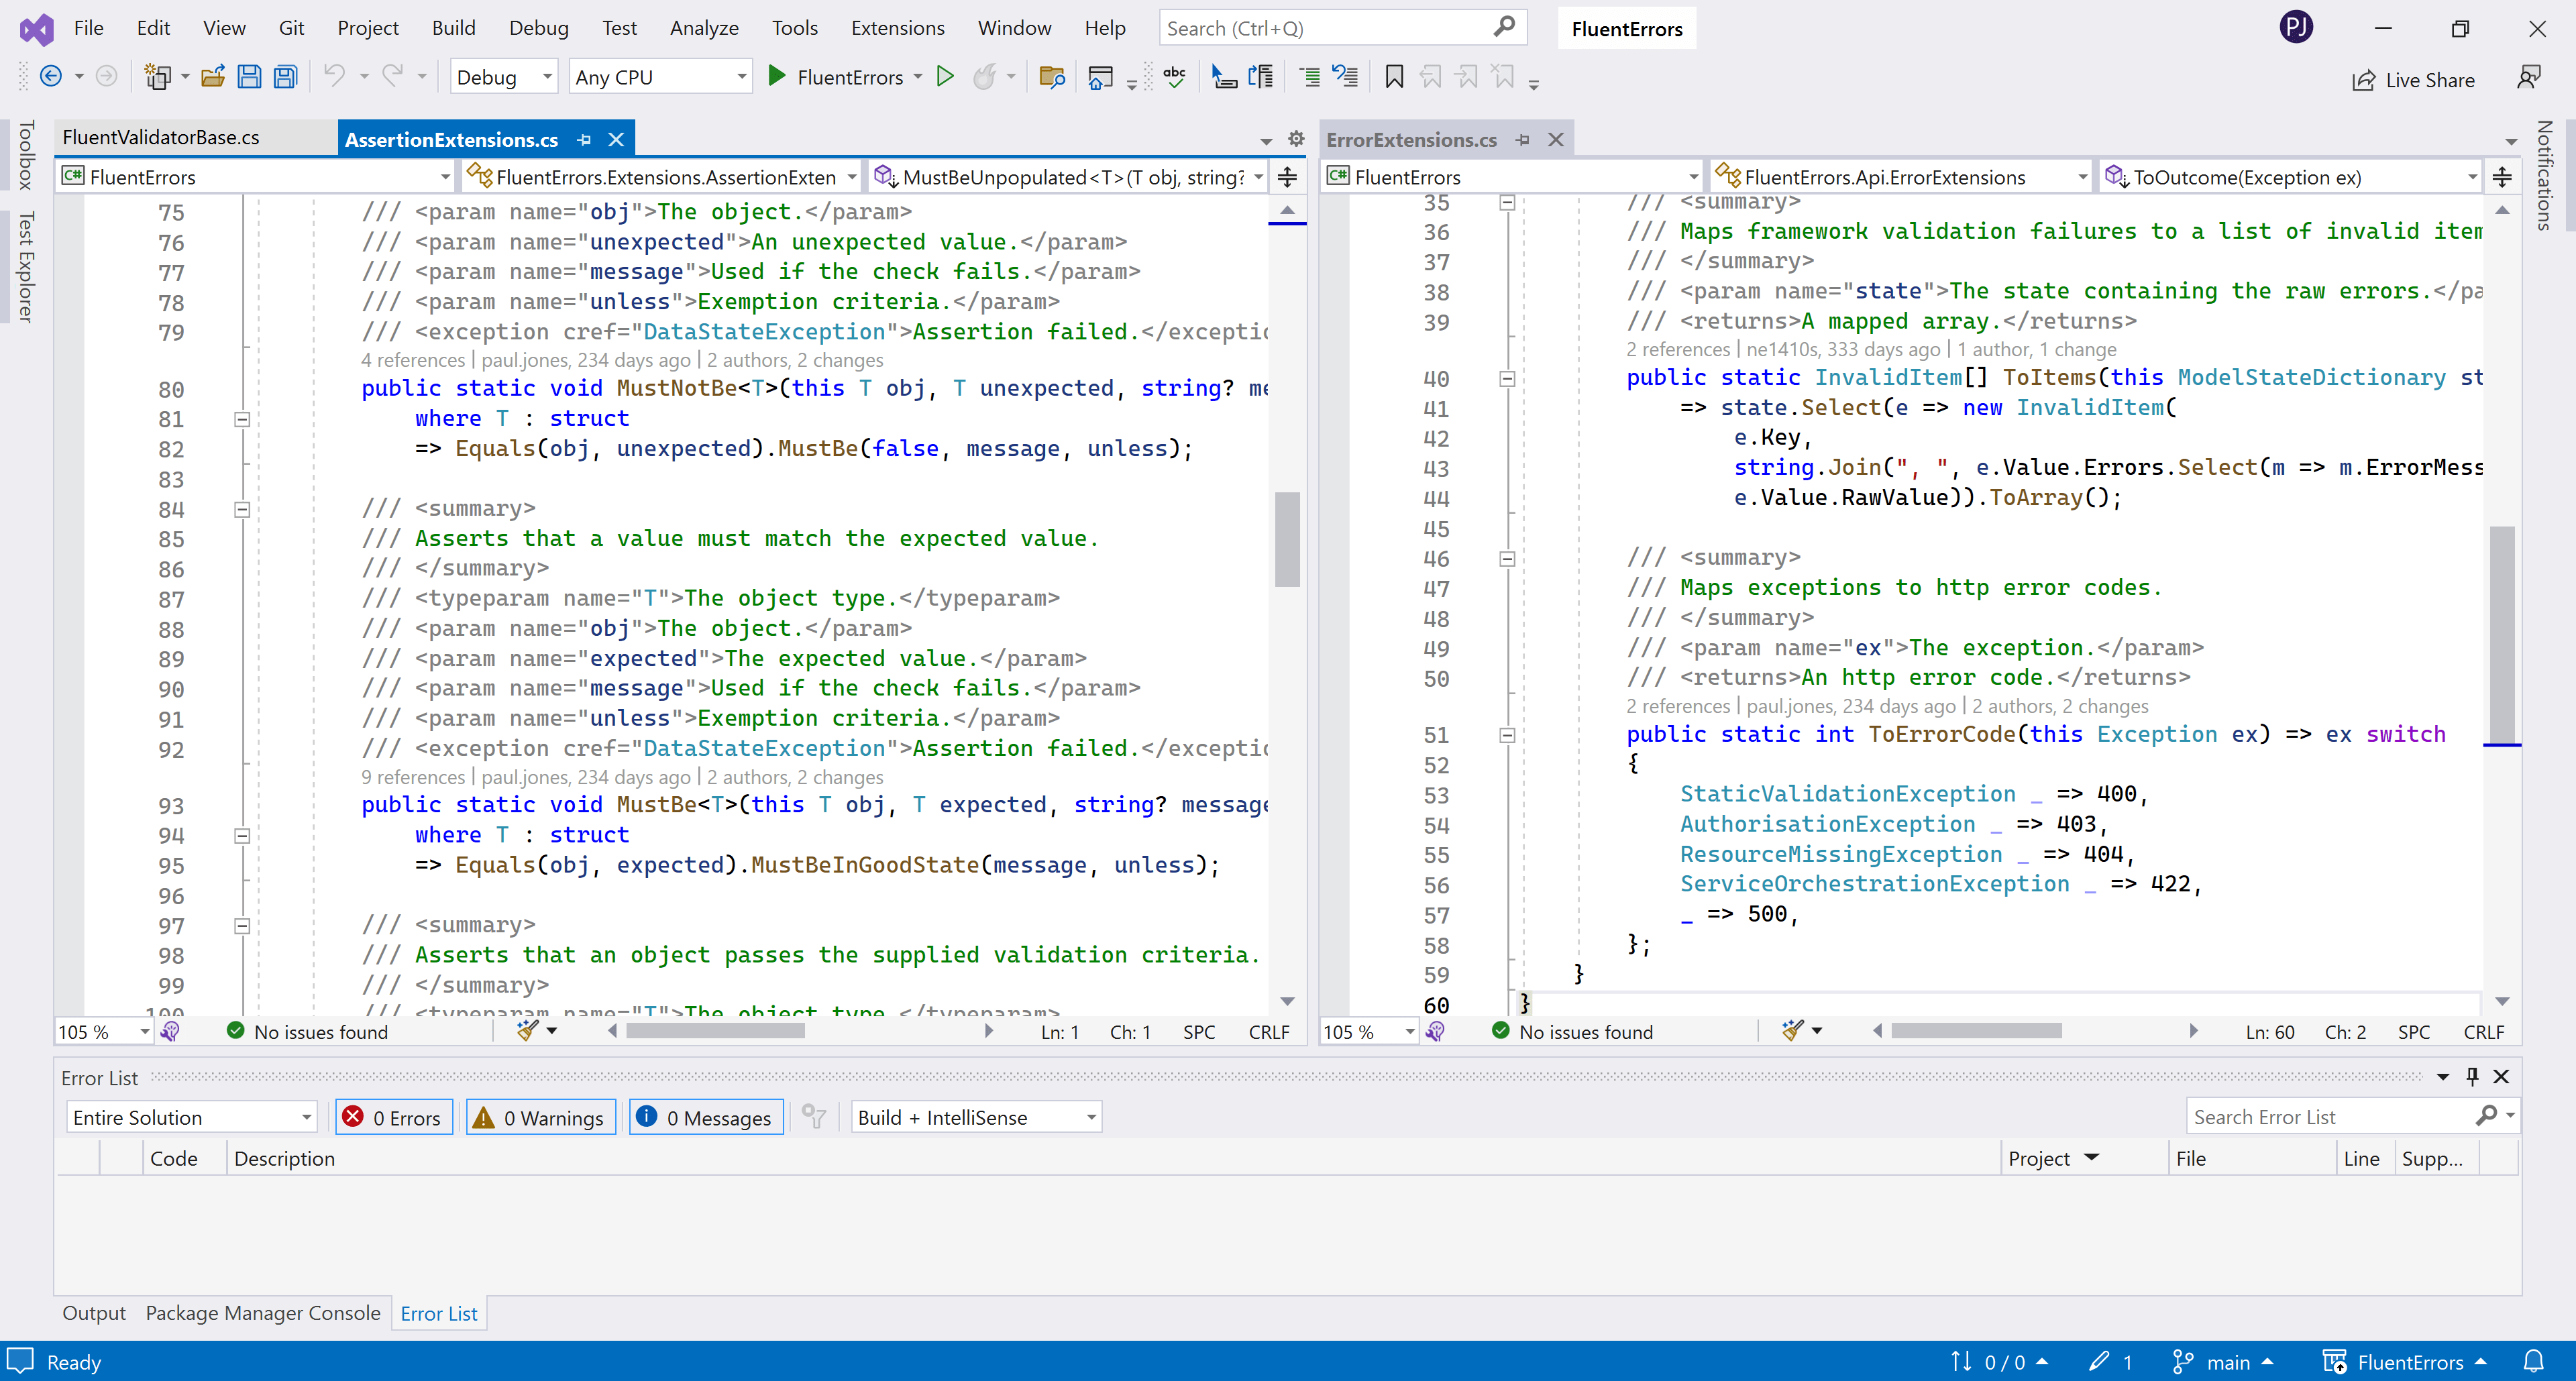 File Edit View Git Project Build Debug Test Analyze Tools Extensions Window Help Search (Ctrl+Q) FluentErrors PJ
Debug Any CPU FluentErrors abc Live Share
Toolbox
Test Explorer
FluentValidatorBase.cs AssertionExtensions.cs
C# FluentErrors FluentErrors.Extensions.AssertionExten MustBeUnpopulated<T>(T obj, string?
75 /// <param name="obj">The object.</param>
76 /// <param name="unexpected">An unexpected value.</param>
77 /// <param name="message">Used if the check fails.</param>
78 /// <param name="unless">Exemption criteria.</param>
79 /// <exception cref="DataStateException">Assertion failed.</exceptio
4 references | paul.jones, 234 days ago | 2 authors, 2 changes
80 public static void MustNotBe<T>(this T obj, T unexpected, string? me
81 where T : struct
82 => Equals(obj, unexpected).MustBe(false, message, unless);
83
84 /// <summary>
85 /// Asserts that a value must match the expected value.
86 /// </summary>
87 /// <typeparam name="T">The object type.</typeparam>
88 /// <param name="obj">The object.</param>
89 /// <param name="expected">The expected value.</param>
90 /// <param name="message">Used if the check fails.</param>
91 /// <param name="unless">Exemption criteria.</param>
92 /// <exception cref="DataStateException">Assertion failed.</exceptio
9 references | paul.jones, 234 days ago | 2 authors, 2 changes
93 public static void MustBe<T>(this T obj, T expected, string? message
94 where T : struct
95 => Equals(obj, expected).MustBeInGoodState(message, unless);
96
97 /// <summary>
98 /// Asserts that an object passes the supplied validation criteria.
99 /// </summary>
100 /// <typeparam name="T">The object type.</typeparam>
105 % No issues found Ln: 1 Ch: 1 SPC CRLF
ErrorExtensions.cs
C# FluentErrors FluentErrors.Api.ErrorExtensions ToOutcome(Exception ex)
35 /// <summary>
36 /// Maps framework validation failures to a list of invalid item
37 /// </summary>
38 /// <param name="state">The state containing the raw errors.</pa
39 /// <returns>A mapped array.</returns>
2 references | ne1410s, 333 days ago | 1 author, 1 change
40 public static InvalidItem[] ToItems(this ModelStateDictionary st
41 => state.Select(e => new InvalidItem(
42 e.Key,
43 string.Join(", ", e.Value.Errors.Select(m => m.ErrorMess
44 e.Value.RawValue)).ToArray();
45
46 /// <summary>
47 /// Maps exceptions to http error codes.
48 /// </summary>
49 /// <param name="ex">The exception.</param>
50 /// <returns>An http error code.</returns>
2 references | paul.jones, 234 days ago | 2 authors, 2 changes
51 public static int ToErrorCode(this Exception ex) => ex switch
52 {
53 StaticValidationException _ => 400,
54 AuthorisationException _ => 403,
55 ResourceMissingException _ => 404,
56 ServiceOrchestrationException _ => 422,
57 _ => 500,
58 };
59 }
60 }
105 % No issues found Ln: 60 Ch: 2 SPC CRLF
Notifications
Error List
Entire Solution 0 Errors 0 Warnings 0 Messages Build + IntelliSense Search Error List
Code Description Project File Line Supp...
Output Package Manager Console Error List
Ready 0 / 0 1 main FluentErrors